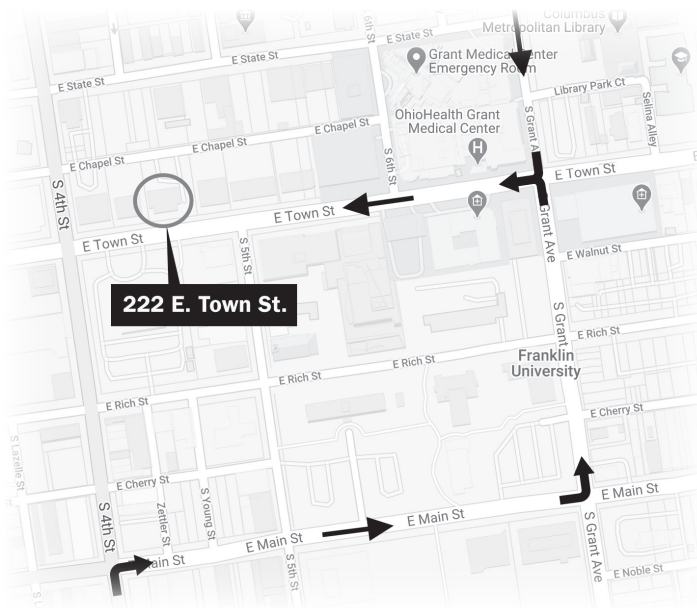 Columbus
Metropolitan Library
6th St
E State St
Grant Medical Center
Emergency Room
E State St
Library Park Ct
OhioHealth Grant
Medical Center
S Grant
Selina Alley
E Chapel St
E Chapel St
E Chapel St
S 6th St
S 4th St
E Town St
E Town St
E Town St
S 5th St
Grant Ave
E Walnut St
222 E. Town St.
S Grant
E Rich St
E Rich St
E Rich St
E Rich St
Franklin
University
E Cherry St
S Lazelle St
E Cherry St
S Young St
Zettler St
S 4th St
E Main St
E Main St
E Main St
S Grant Ave
ain St
S 5th St
E Noble St